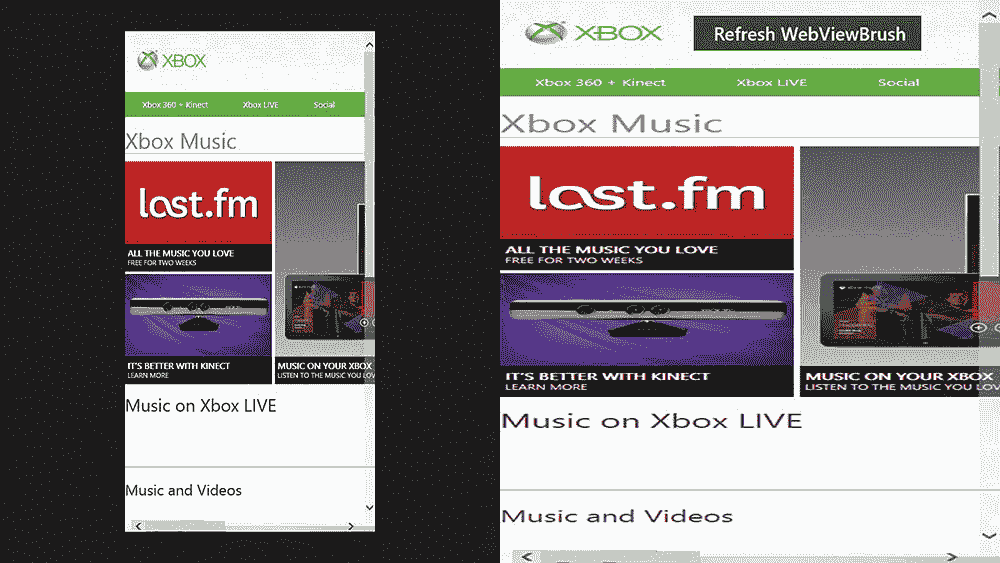 XBOX
Xbox 360 + Kinect Xbox LIVE Social
Xbox Music
last.fm
ALL THE MUSIC YOU LOVE
FREE FOR TWO WEEKS
IT'S BETTER WITH KINECT
LEARN MORE
MUSIC ON YOUR XBOX
LISTEN TO THE MUSIC YOU LOV
Music on Xbox LIVE
Music and Videos
XBOX
Refresh WebViewBrush
Xbox 360 + Kinect Xbox LIVE Social
Xbox Music
last.fm
ALL THE MUSIC YOU LOVE
FREE FOR TWO WEEKS
IT'S BETTER WITH KINECT
LEARN MORE
MUSIC ON YOUR XBOX
LISTEN TO THE MUSIC YOU LOV
Music on Xbox LIVE
Music and Videos